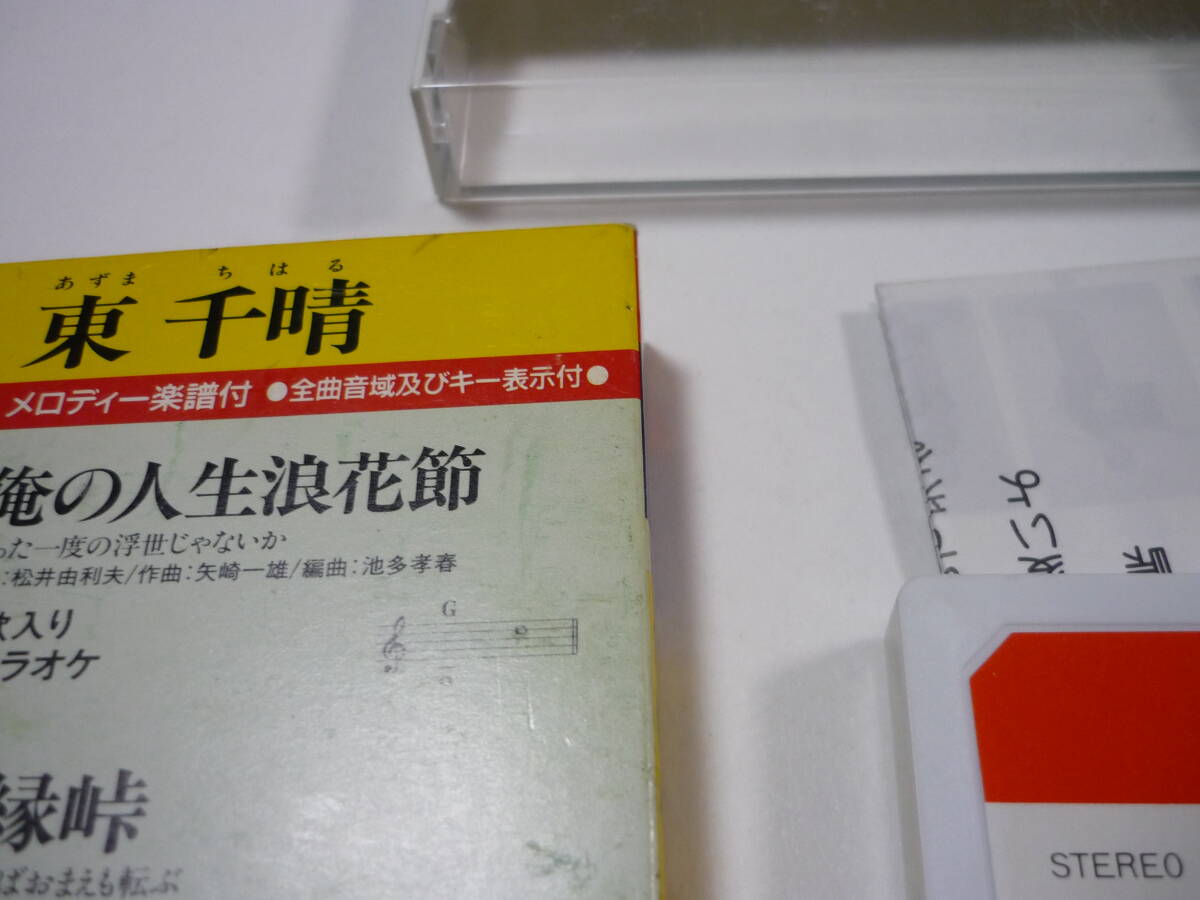 あずま ちはる
東 千晴
メロディー楽譜付 ●全曲音域及びキー表示付●
俺の人生浪花節
った一度の浮世じゃないか
:松井由利夫/作曲:矢崎一雄/編曲:池多孝春
入り
ラオケ
G
縁峠
ばおまえも転ぶ
STEREO